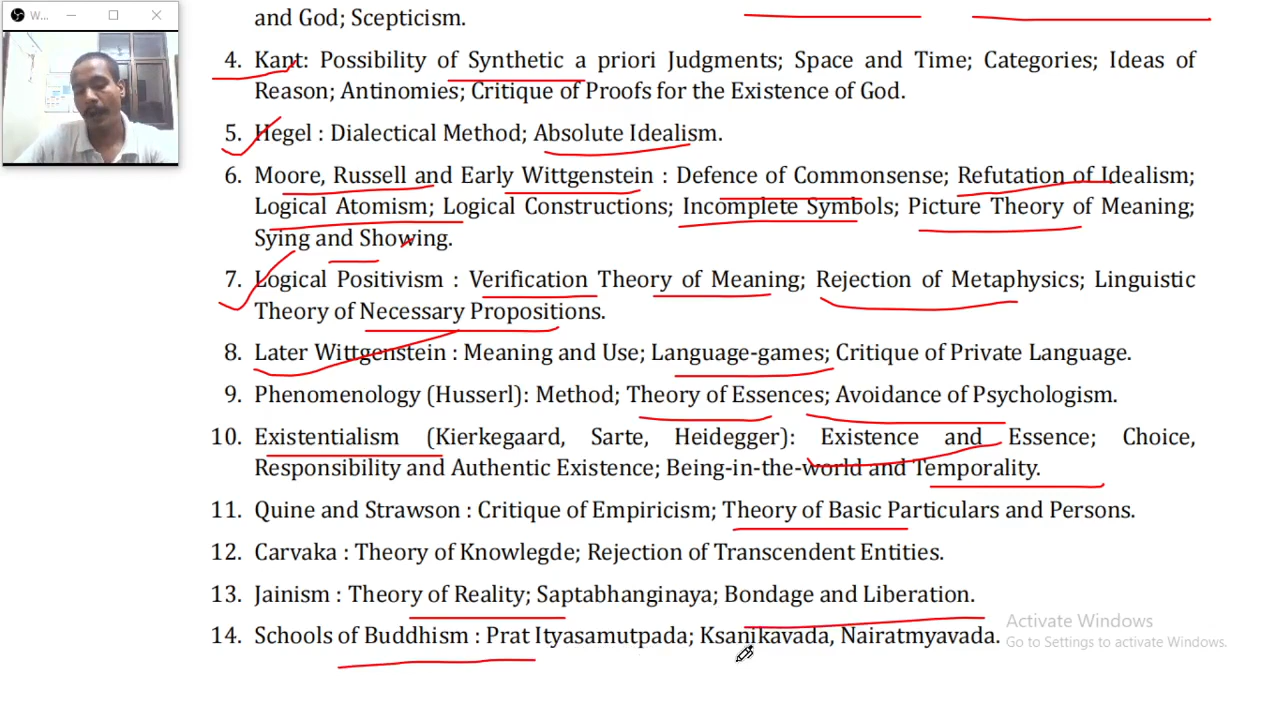 W...
and God; Scepticism.
4. Kant: Possibility of Synthetic a priori Judgments; Space and Time; Categories; Ideas of
Reason; Antinomies; Critique of Proofs for the Existence of God.
5. Hegel : Dialectical Method; Absolute Idealism.
6. Moore, Russell and Early Wittgenstein : Defence of Commonsense; Refutation of Idealism;
Logical Atomism; Logical Constructions; Incomplete Symbols; Picture Theory of Meaning;
Sying and Showing.
7. Logical Positivism : Verification Theory of Meaning; Rejection of Metaphysics; Linguistic
Theory of Necessary Propositions.
8. Later Wittgenstein : Meaning and Use; Language-games; Critique of Private Language.
9. Phenomenology (Husserl): Method; Theory of Essences; Avoidance of Psychologism.
10. Existentialism (Kierkegaard, Sarte, Heidegger): Existence and Essence; Choice,
Responsibility and Authentic Existence; Being-in-the-world and Temporality.
11. Quine and Strawson : Critique of Empiricism; Theory of Basic Particulars and Persons.
12. Carvaka : Theory of Knowlegde; Rejection of Transcendent Entities.
13. Jainism : Theory of Reality; Saptabhanginaya; Bondage and Liberation.
14. Schools of Buddhism : Prat Ityasamutpada; Ksanikavada, Nairatmyavada.
Activate Windows
Go to Settings to activate Windows.